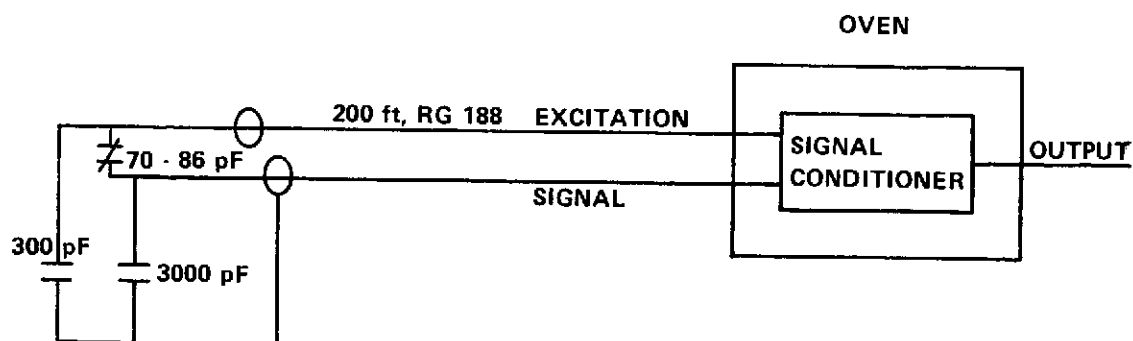 OVEN
200 ft, RG 188 EXCITATION
70 - 86 pF
SIGNAL
CONDITIONER
OUTPUT
SIGNAL
300 pF
3000 pF